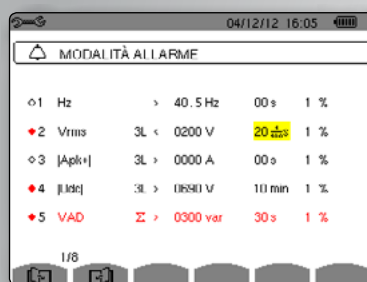 04/12/12 16:05
MODALITÀ ALLARME
1 Hz > 40.5 Hz 00 s 1 %
2 Vrms 3L < 0200 V 20 1 %
3 |Apk+| 3L > 0000 A 00 s 1 %
4 |Udc| 3L > 0690 V 10 min 1 %
5 VAD Σ > 0300 var 30 s 1 %
1/8